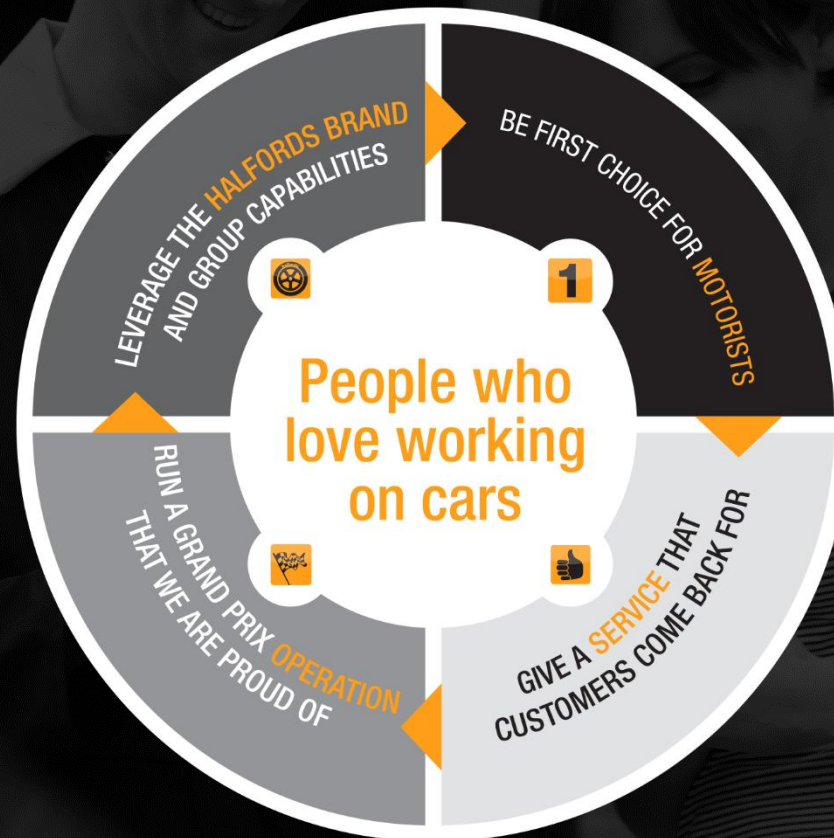 LEVERAGE THE HALFORDS BRAND
AND GROUP CAPABILITIES
BE FIRST CHOICE FOR MOTORISTS
1
People who
love working
on cars
RUN A GRAND PRIX OPERATION
THAT WE ARE PROUD OF
GIVE A SERVICE THAT
CUSTOMERS COME BACK FOR